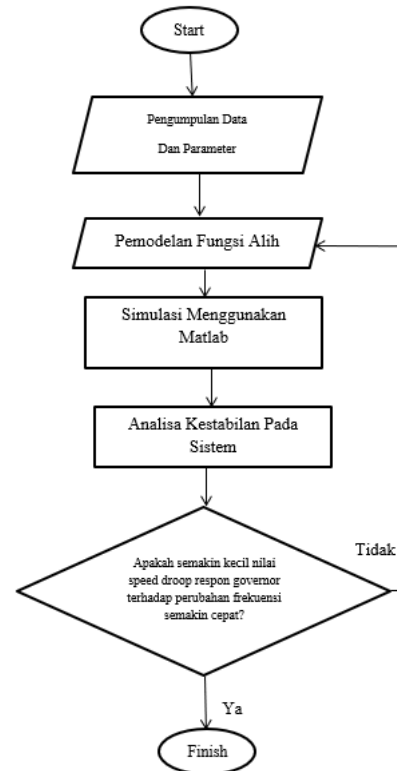 Start
Pengumpulan Data
Dan Parameter
Pemodelan Fungsi Alih
Simulasi Menggunakan
Matlab
Analisa Kestabilan Pada
Sistem
Apakah semakin kecil nilai
speed droop respon governor
terhadap perubahan frekuensi
semakin cepat?
Tidak
Ya
Finish